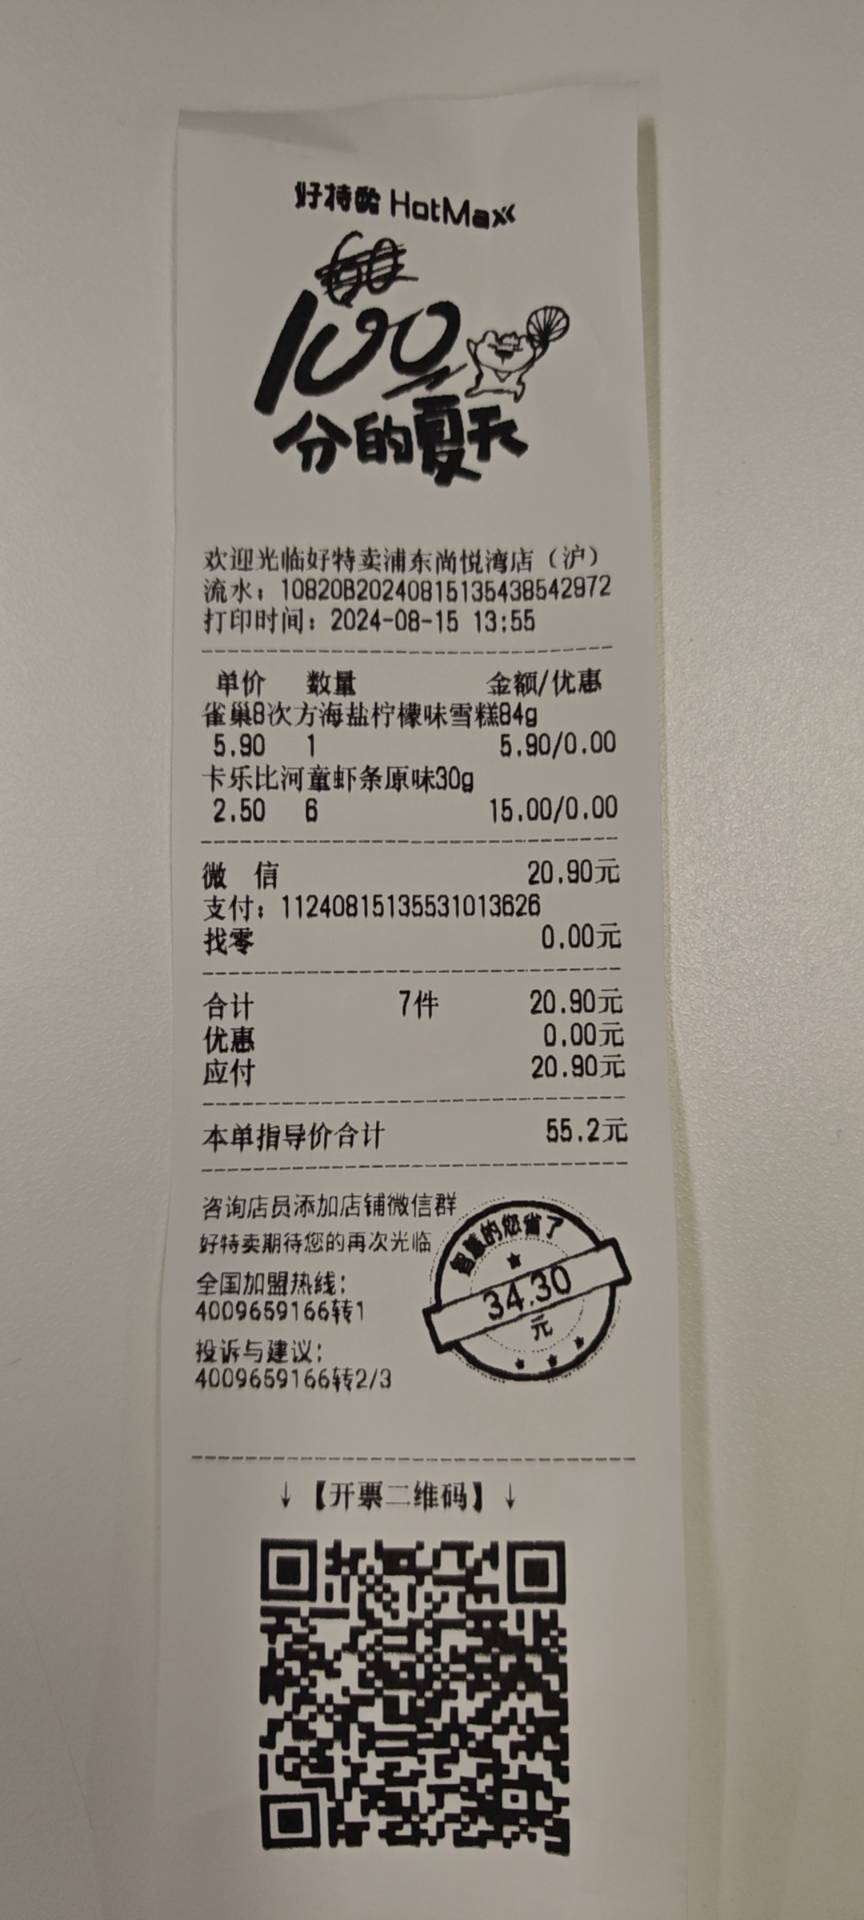 好特卖 HotMaxx
100
分的夏天
欢迎光临好特卖浦东尚悦湾店（沪）
流水：10820B20240815135438542972
打印时间：2024-08-15 13:55
单价 数量 金额/优惠
雀巢8次方海盐柠檬味雪糕84g
5.90 1 5.90/0.00
卡乐比河童虾条原味30g
2.50 6 15.00/0.00
微 信 20.90元
支付：11240815135531013626
找零 0.00元
合计 7件 20.90元
优惠 0.00元
应付 20.90元
本单指导价合计 55.2元
咨询店员添加店铺微信群
好特卖期待您的再次光临
全国加盟热线：
4009659166转1
投诉与建议：
4009659166转2/3
智慧的您省了
34.30
元
↓【开票二维码】↓